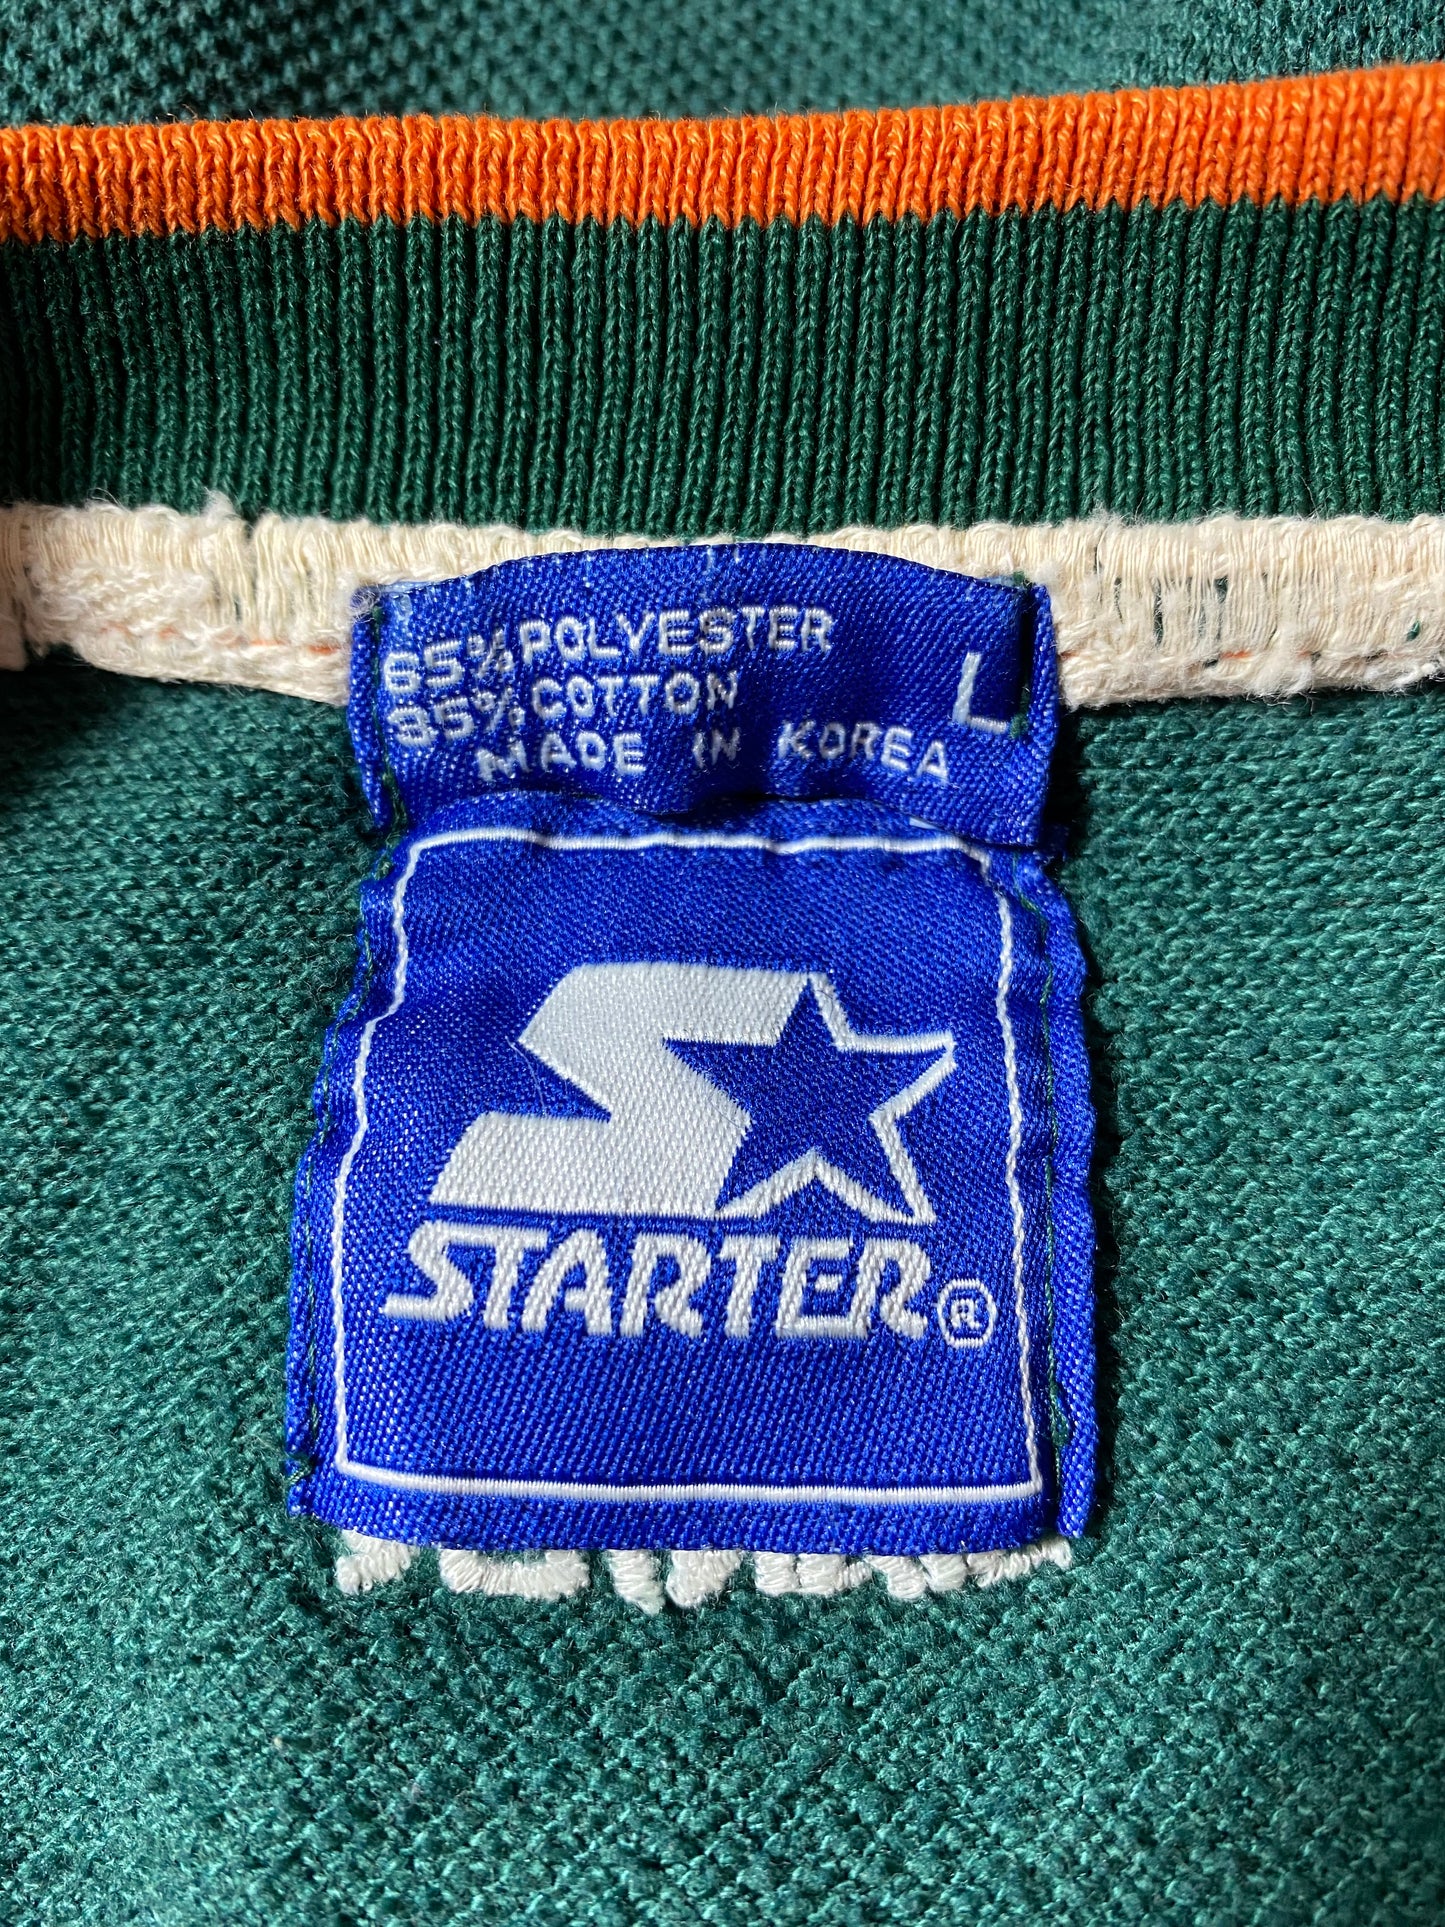 65% POLYESTER
35% COTTON
MADE IN KOREA
L
STARTER®